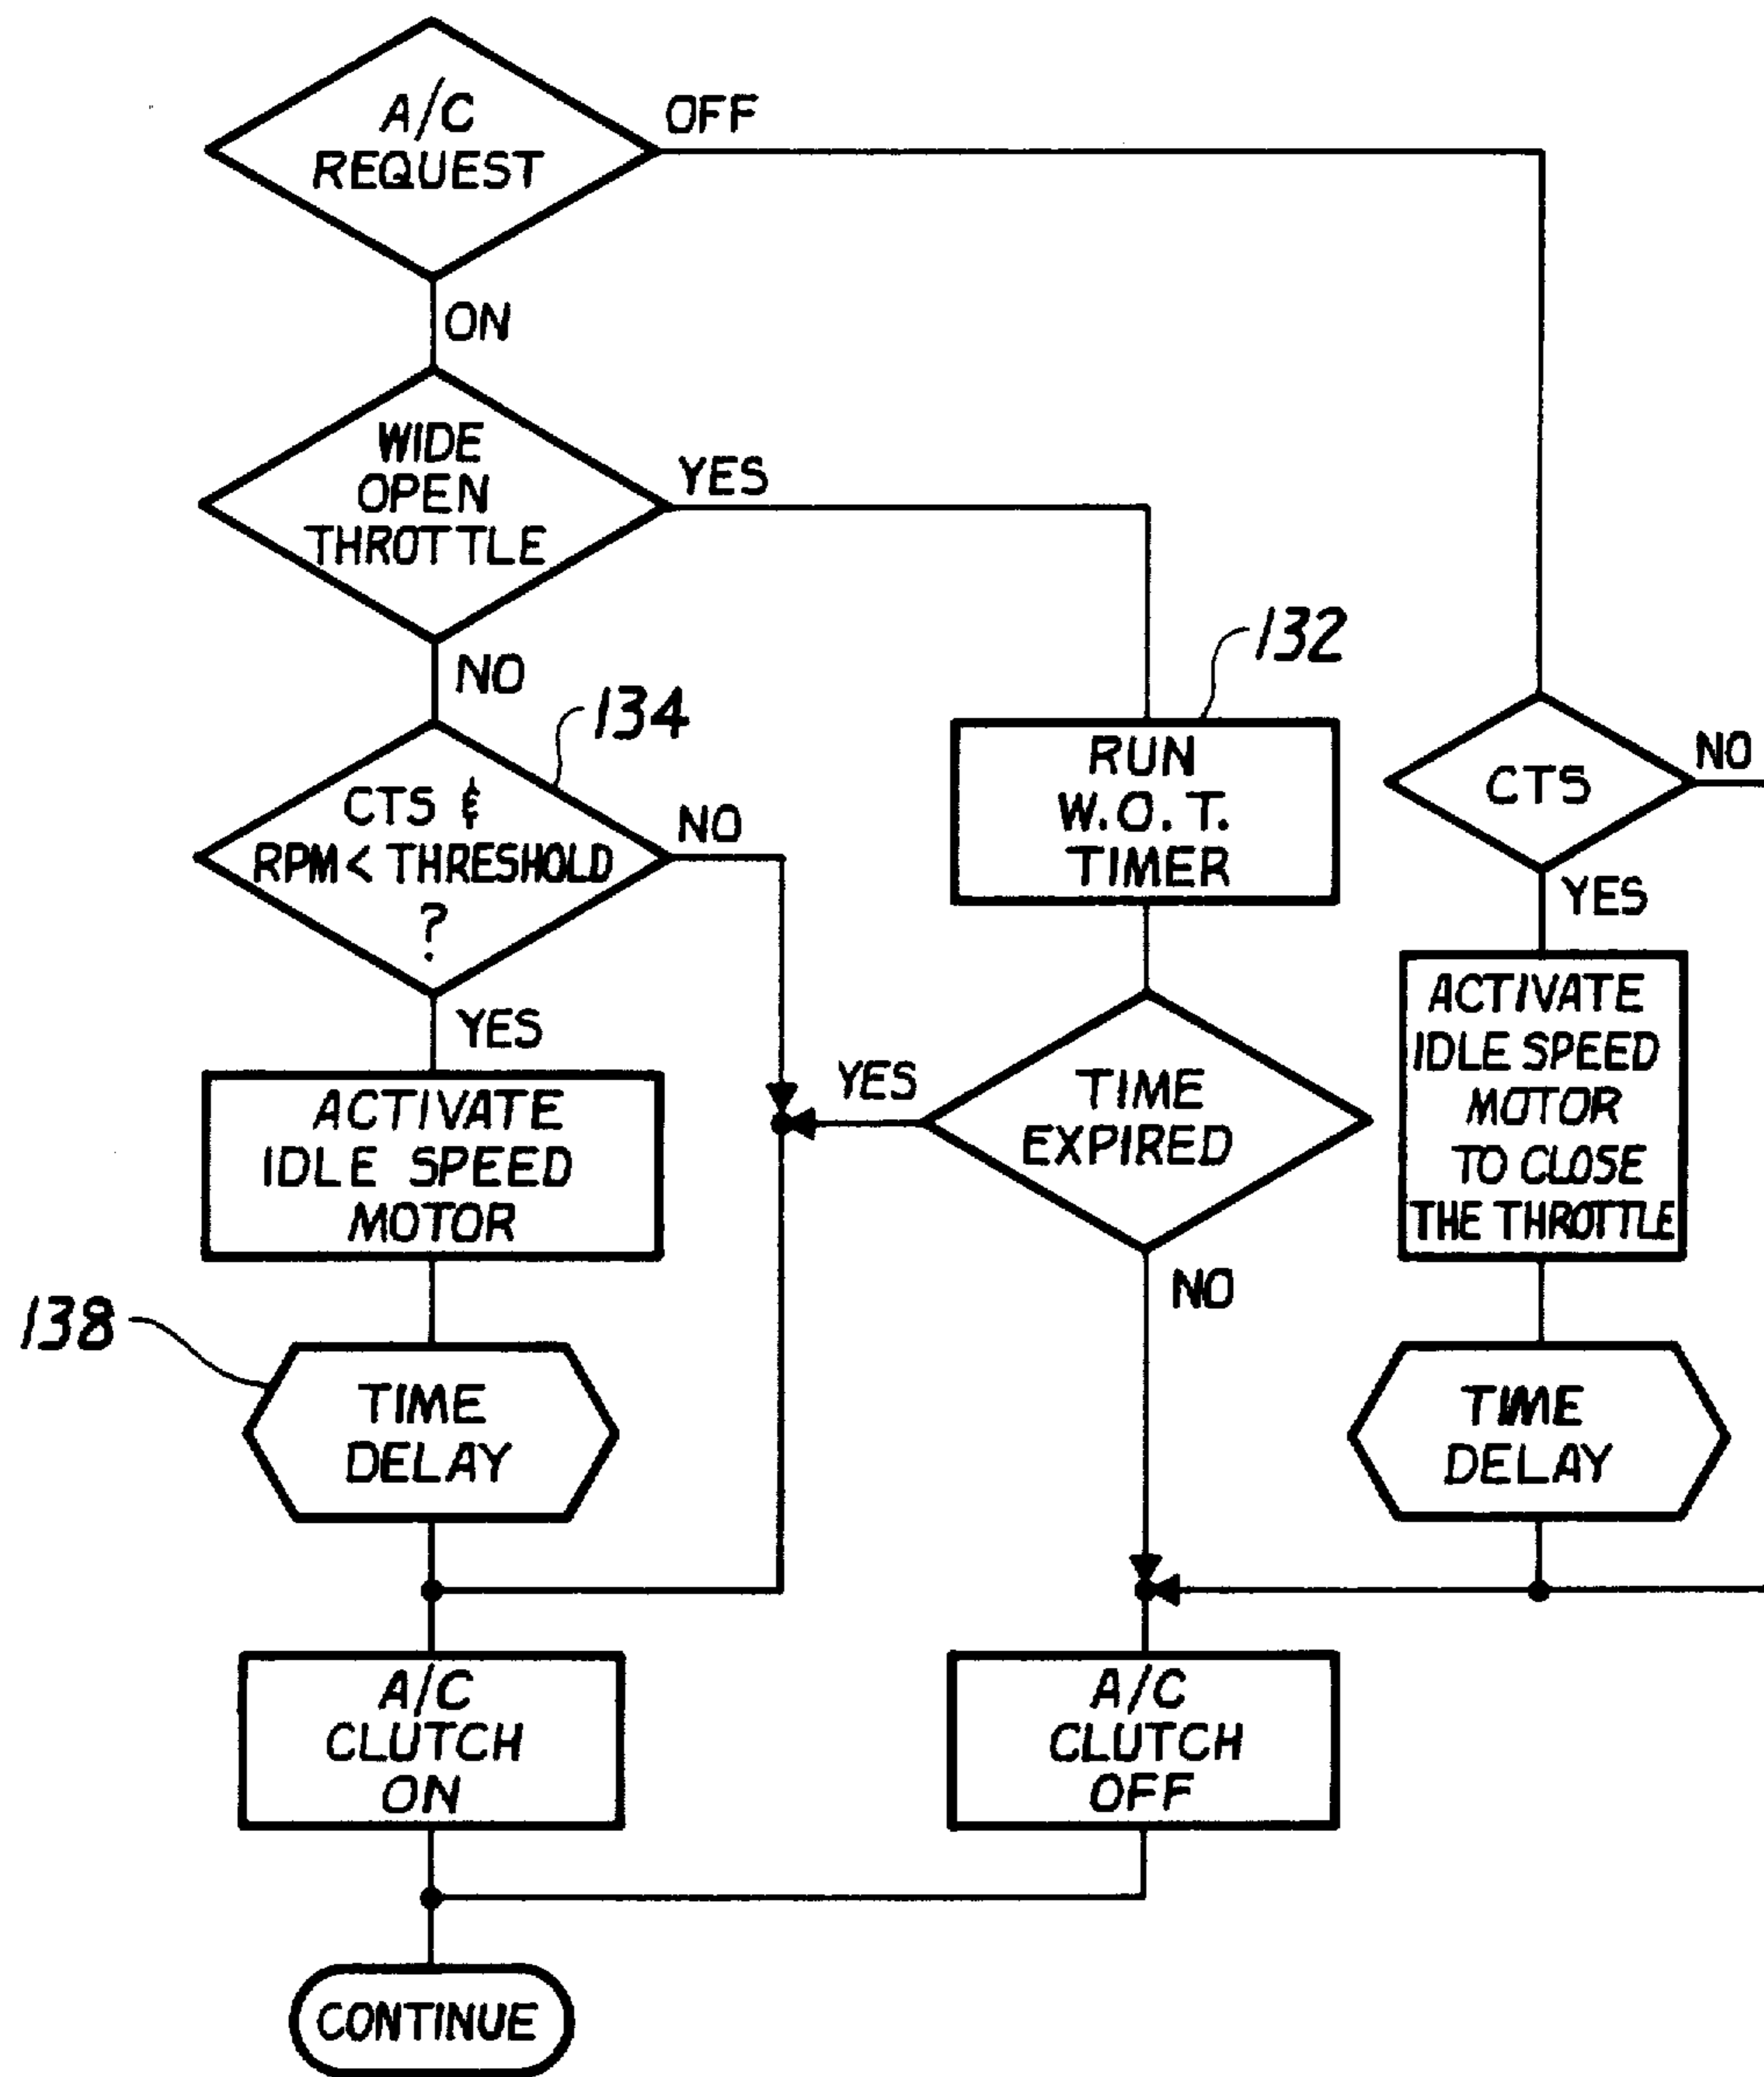 A/C
REQUEST
OFF
ON
WIDE
OPEN
THROTTLE
YES
NO
134
CTS &
RPM < THRESHOLD
?
NO
YES
ACTIVATE
IDLE SPEED
MOTOR
138
TIME
DELAY
A/C
CLUTCH
ON
CONTINUE
132
RUN
W.O.T.
TIMER
TIME
EXPIRED
YES
NO
A/C
CLUTCH
OFF
CTS
NO
YES
ACTIVATE
IDLE SPEED
MOTOR
TO CLOSE
THE THROTTLE
TIME
DELAY